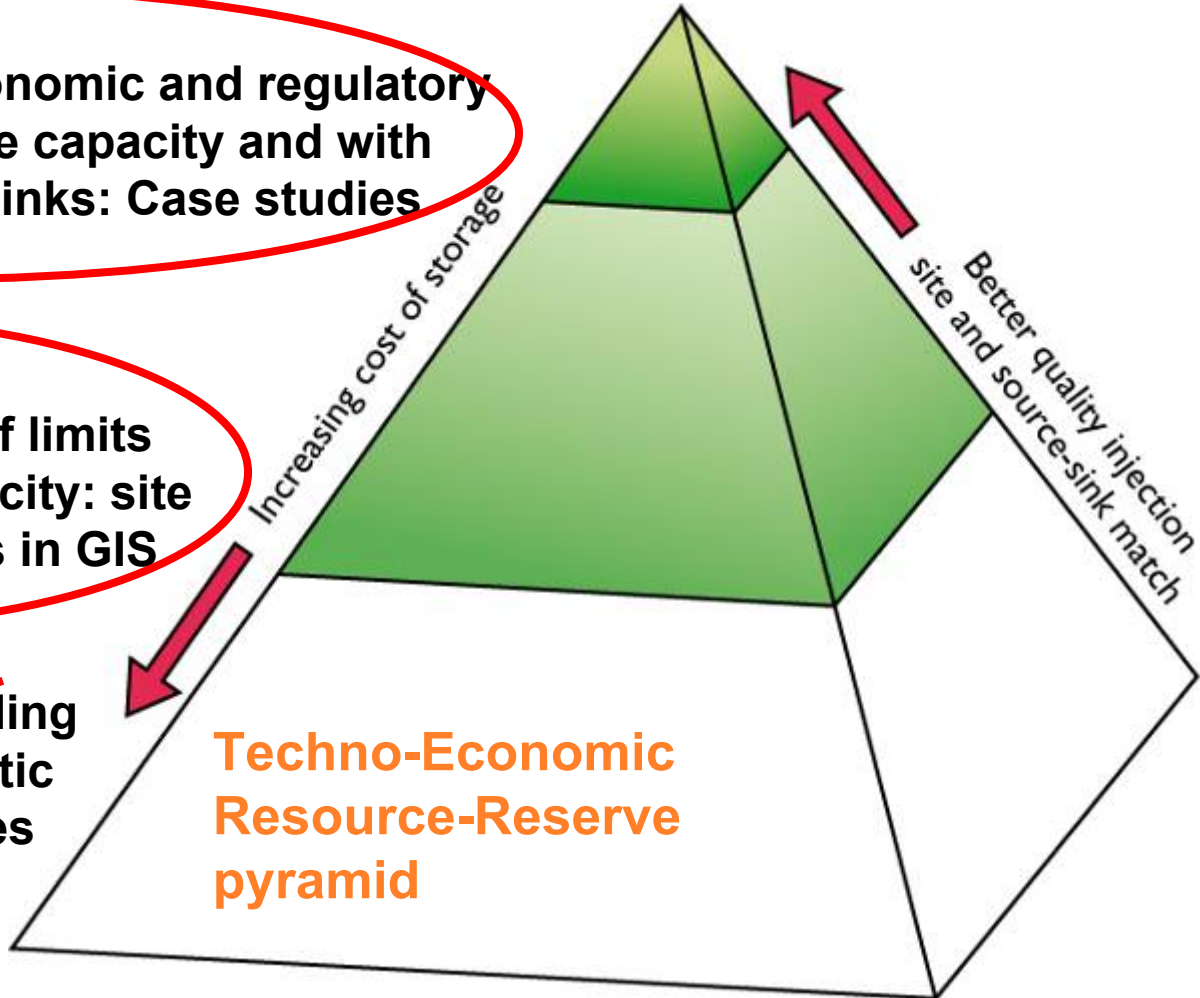 onomic and regulatory
e capacity and with
inks: Case studies
f limits
city: site
s in GIS
ling
tic
es
Increasing cost of storage
Better quality injection
site and source-sink match
Techno-Economic
Resource-Reserve
pyramid